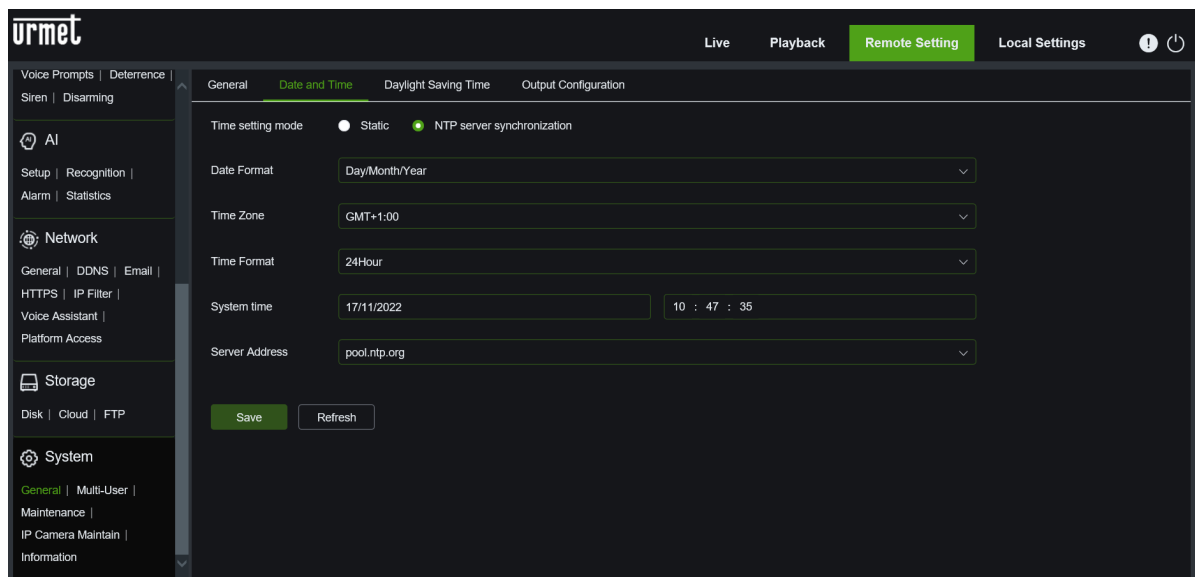 urmet
Live Playback Remote Setting Local Settings
Voice Prompts | Deterrence |
Siren | Disarming
AI
Setup | Recognition |
Alarm | Statistics
Network
General | DDNS | Email |
HTTPS | IP Filter |
Voice Assistant |
Platform Access
Storage
Disk | Cloud | FTP
System
General | Multi-User |
Maintenance |
IP Camera Maintain |
Information
General Date and Time Daylight Saving Time Output Configuration
Time setting mode Static NTP server synchronization
Date Format Day/Month/Year
Time Zone GMT+1:00
Time Format 24Hour
System time 17/11/2022 10 : 47 : 35
Server Address pool.ntp.org
Save Refresh